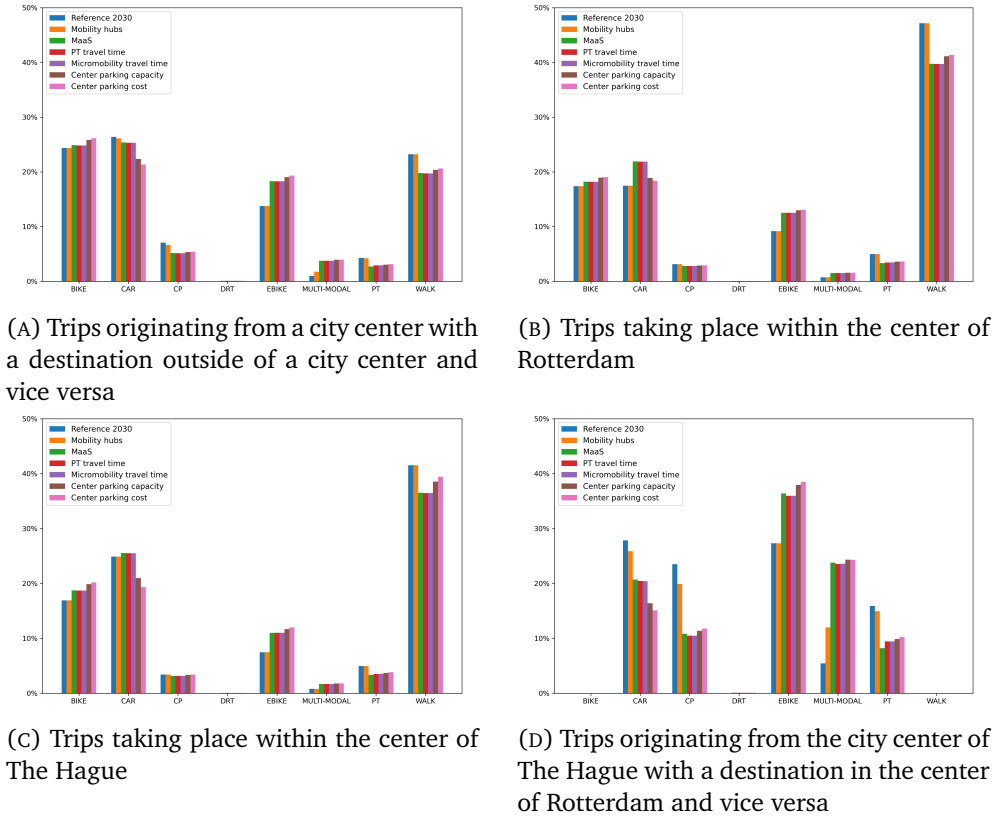 50%
40%
30%
20%
10%
0%
Reference 2030
Mobility hubs
MaaS
PT travel time
Micromobility travel time
Center parking capacity
Center parking cost
BIKE CAR CP DRT EBIKE MULTI-MODAL PT WALK
(A) Trips originating from a city center with
a destination outside of a city center and
vice versa
50%
40%
30%
20%
10%
0%
Reference 2030
Mobility hubs
MaaS
PT travel time
Micromobility travel time
Center parking capacity
Center parking cost
BIKE CAR CP DRT EBIKE MULTI-MODAL PT WALK
(B) Trips taking place within the center of
Rotterdam
50%
40%
30%
20%
10%
0%
Reference 2030
Mobility hubs
MaaS
PT travel time
Micromobility travel time
Center parking capacity
Center parking cost
BIKE CAR CP DRT EBIKE MULTI-MODAL PT WALK
(C) Trips taking place within the center of
The Hague
50%
40%
30%
20%
10%
0%
Reference 2030
Mobility hubs
MaaS
PT travel time
Micromobility travel time
Center parking capacity
Center parking cost
BIKE CAR CP DRT EBIKE MULTI-MODAL PT WALK
(D) Trips originating from the city center of
The Hague with a destination in the center
of Rotterdam and vice versa